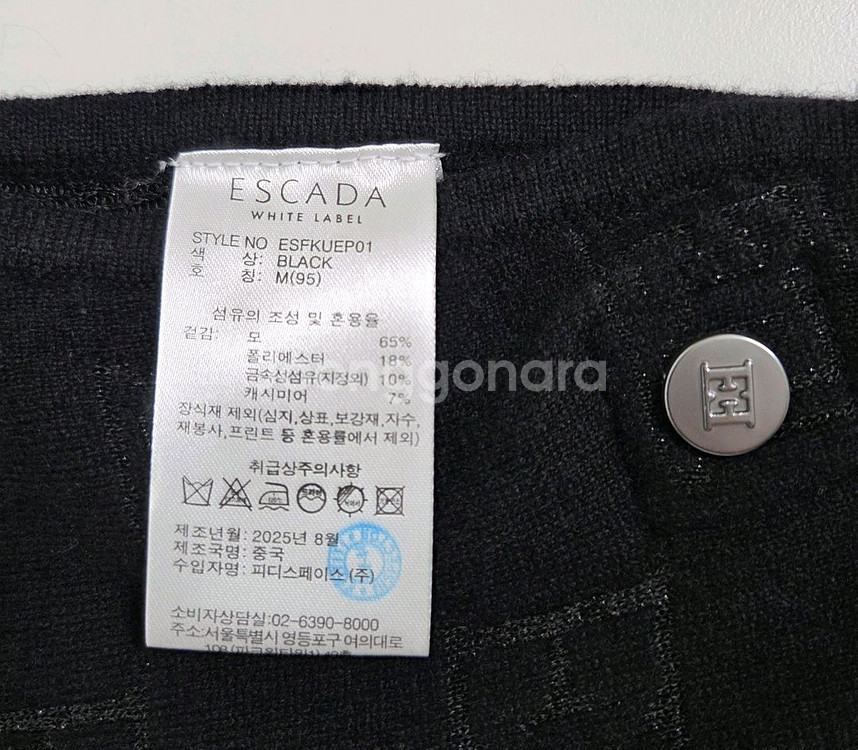 ESCADA
WHITE LABEL
STYLE NO ESFKUEP01
색 상: BLACK
호 칭: M(95)
섬유의 조성 및 혼용율
겉감: 모 65%
폴리에스터 18%
금속성섬유(지정외) 10%
캐시미어 7%
장식재 제외(심지,상표,보강재,자수,
재봉사,프린트 등 혼용률에서 제외)
취급상주의사항
제조년월: 2025년 8월
제조국명: 중국
수입자명: 피디스페이스 (주)
소비자상담실:02-6390-8000
주소:서울특별시 영등포구 여의대로